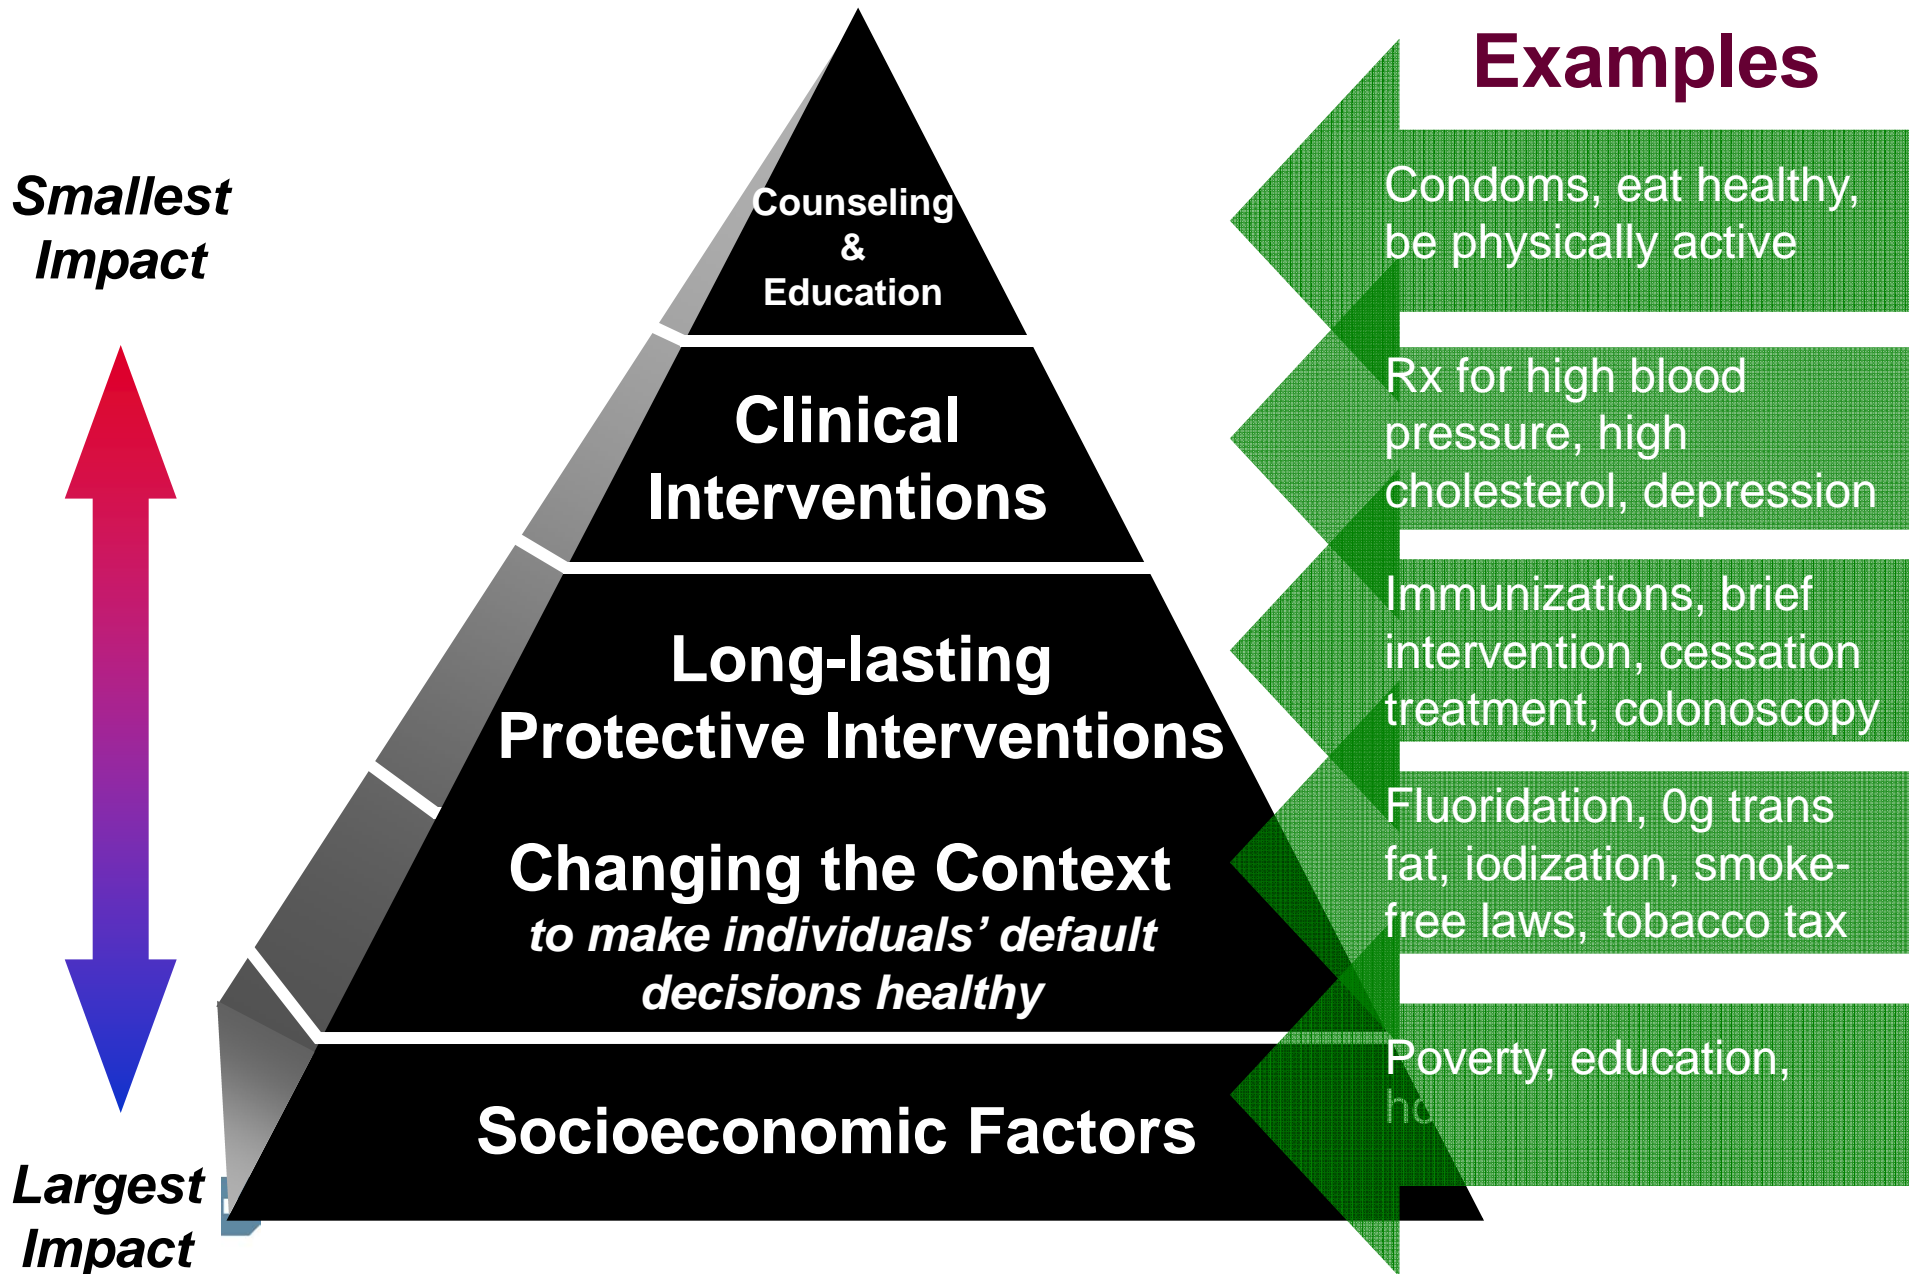 Examples
Smallest
Impact
Counseling
&
Education
Condoms, eat healthy,
be physically active
Clinical
Interventions
Rx for high blood
pressure, high
cholesterol, depression
Long-lasting
Protective Interventions
Immunizations, brief
intervention, cessation
treatment, colonoscopy
Changing the Context
to make individuals’ default
decisions healthy
Fluoridation, 0g trans
fat, iodization, smoke-
free laws, tobacco tax
Socioeconomic Factors
Poverty, education,
Largest
Impact